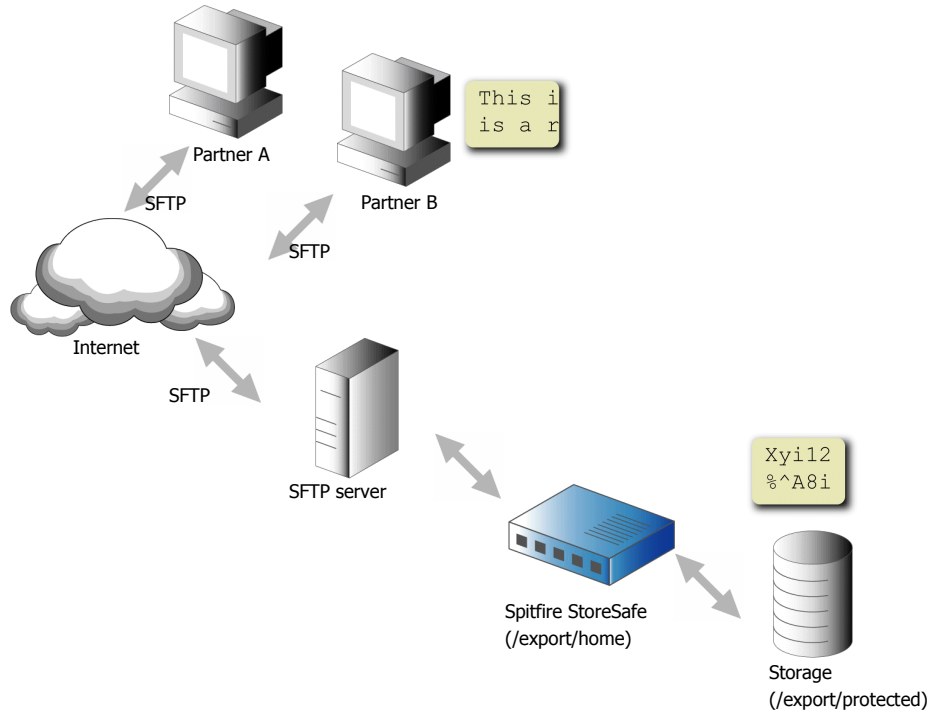 This i
is a r
Partner A
Partner B
SFTP
SFTP
Internet
SFTP
SFTP server
Xyi12
%^A8i
Spitfire StoreSafe
(/export/home)
Storage
(/export/protected)